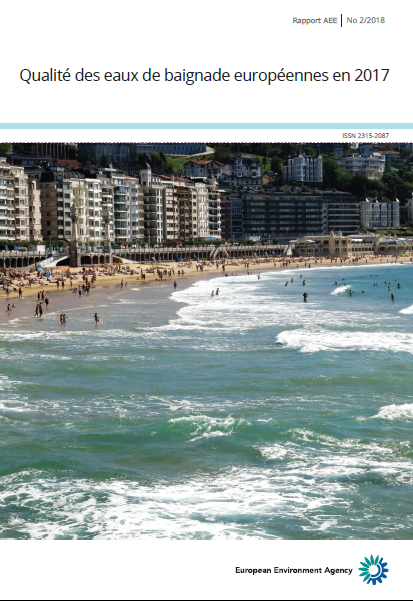 Rapport AEE | No 2/2018
Qualité des eaux de baignade européennes en 2017
ISSN 2315-2087
European Environment Agency